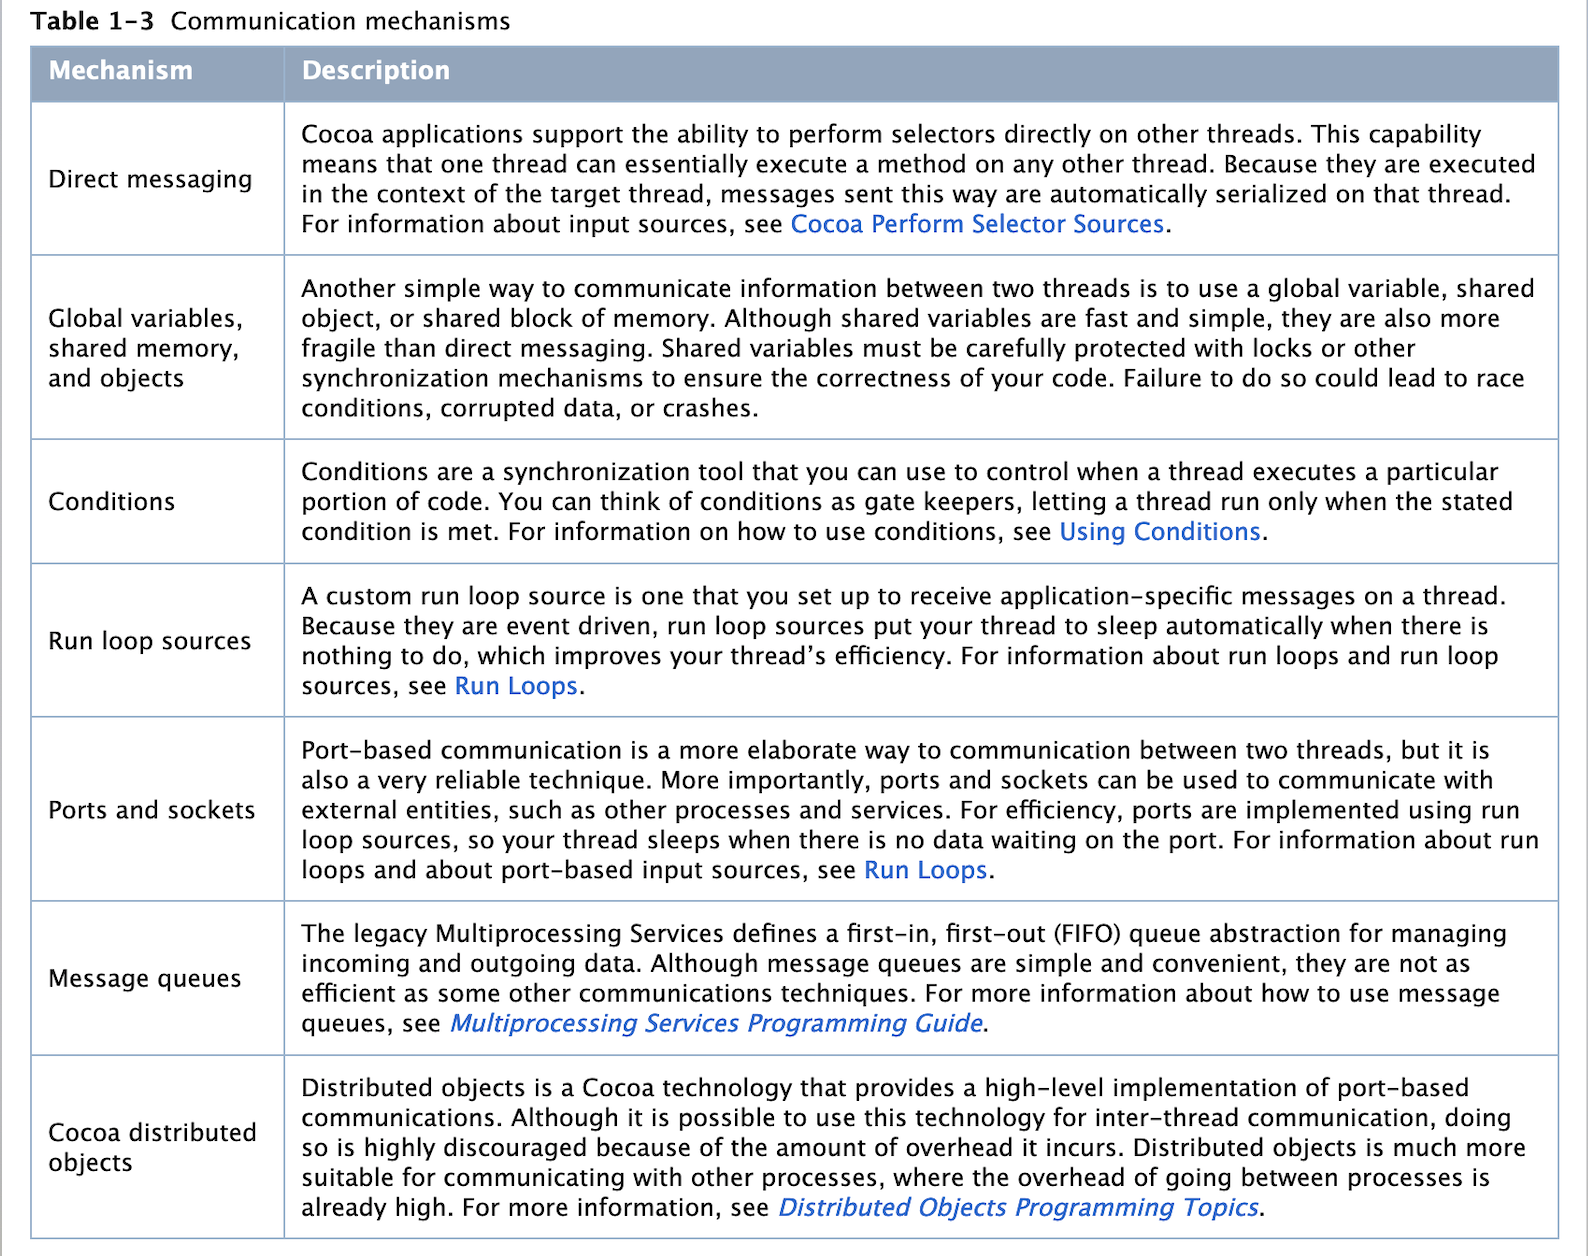 Table 1-3 Communication mechanisms
Mechanism
Description
Direct messaging
Cocoa applications support the ability to perform selectors directly on other threads. This capability
means that one thread can essentially execute a method on any other thread. Because they are executed
in the context of the target thread, messages sent this way are automatically serialized on that thread.
For information about input sources, see Cocoa Perform Selector Sources.
Global variables,
shared memory,
and objects
Another simple way to communicate information between two threads is to use a global variable, shared
object, or shared block of memory. Although shared variables are fast and simple, they are also more
fragile than direct messaging. Shared variables must be carefully protected with locks or other
synchronization mechanisms to ensure the correctness of your code. Failure to do so could lead to race
conditions, corrupted data, or crashes.
Conditions
Conditions are a synchronization tool that you can use to control when a thread executes a particular
portion of code. You can think of conditions as gate keepers, letting a thread run only when the stated
condition is met. For information on how to use conditions, see Using Conditions.
Run loop sources
A custom run loop source is one that you set up to receive application-specific messages on a thread.
Because they are event driven, run loop sources put your thread to sleep automatically when there is
nothing to do, which improves your thread’s efficiency. For information about run loops and run loop
sources, see Run Loops.
Ports and sockets
Port-based communication is a more elaborate way to communication between two threads, but it is
also a very reliable technique. More importantly, ports and sockets can be used to communicate with
external entities, such as other processes and services. For efficiency, ports are implemented using run
loop sources, so your thread sleeps when there is no data waiting on the port. For information about run
loops and about port-based input sources, see Run Loops.
Message queues
The legacy Multiprocessing Services defines a first-in, first-out (FIFO) queue abstraction for managing
incoming and outgoing data. Although message queues are simple and convenient, they are not as
efficient as some other communications techniques. For more information about how to use message
queues, see Multiprocessing Services Programming Guide.
Cocoa distributed
objects
Distributed objects is a Cocoa technology that provides a high-level implementation of port-based
communications. Although it is possible to use this technology for inter-thread communication, doing
so is highly discouraged because of the amount of overhead it incurs. Distributed objects is much more
suitable for communicating with other processes, where the overhead of going between processes is
already high. For more information, see Distributed Objects Programming Topics.